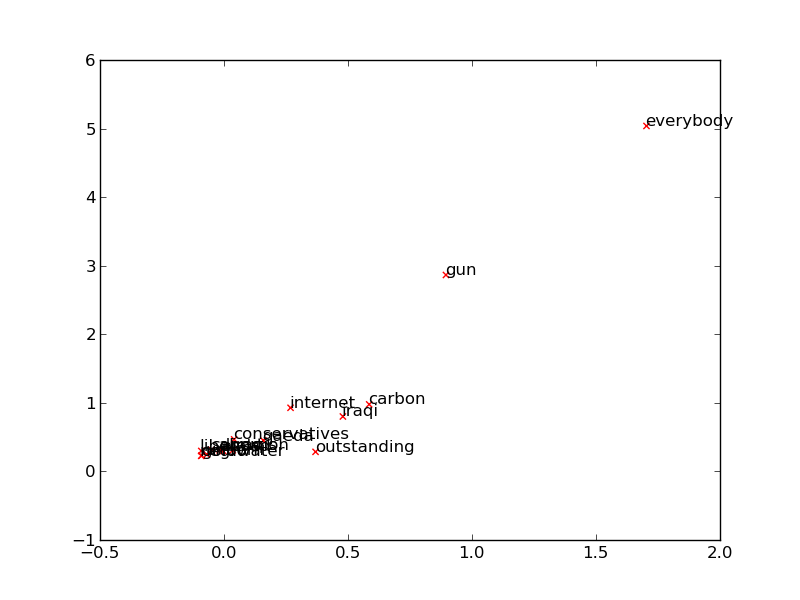 6
everybody
5
4
3
gun
2
1
internet
carbon
iraqi
conservatives
qaeda
outstanding
0
−1
−0.5
0.0
0.5
1.0
1.5
2.0